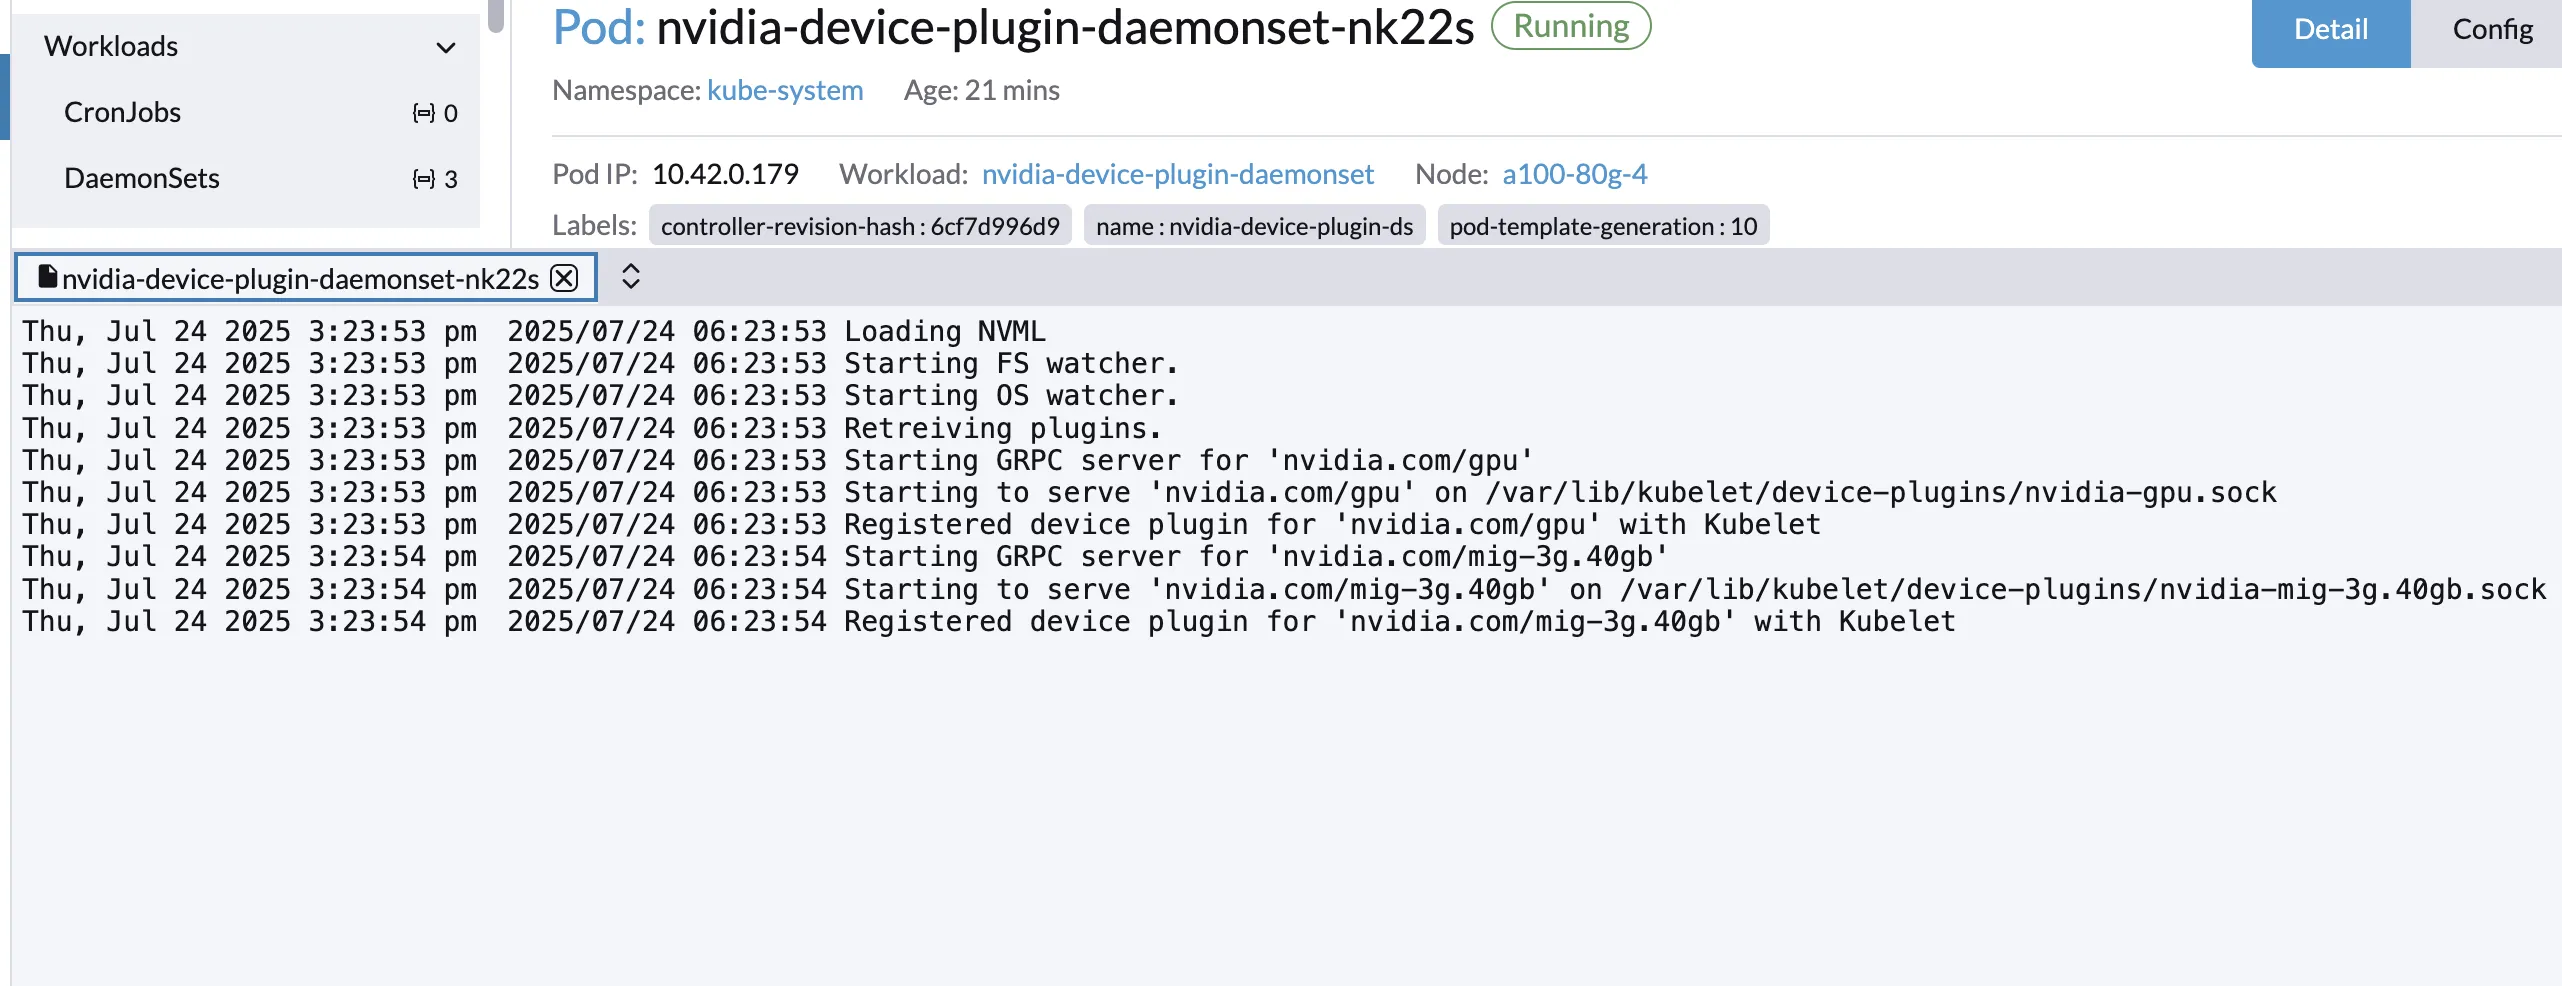 Workloads
CronJobs 0
DaemonSets 3
Pod: nvidia-device-plugin-daemonset-nk22s Running
Detail Config
Namespace: kube-system Age: 21 mins
Pod IP: 10.42.0.179 Workload: nvidia-device-plugin-daemonset Node: a100-80g-4
Labels: controller-revision-hash : 6cf7d996d9 name : nvidia-device-plugin-ds pod-template-generation : 10
nvidia-device-plugin-daemonset-nk22s
Thu, Jul 24 2025 3:23:53 pm 2025/07/24 06:23:53 Loading NVML
Thu, Jul 24 2025 3:23:53 pm 2025/07/24 06:23:53 Starting FS watcher.
Thu, Jul 24 2025 3:23:53 pm 2025/07/24 06:23:53 Starting OS watcher.
Thu, Jul 24 2025 3:23:53 pm 2025/07/24 06:23:53 Retreiving plugins.
Thu, Jul 24 2025 3:23:53 pm 2025/07/24 06:23:53 Starting GRPC server for 'nvidia.com/gpu'
Thu, Jul 24 2025 3:23:53 pm 2025/07/24 06:23:53 Starting to serve 'nvidia.com/gpu' on /var/lib/kubelet/device-plugins/nvidia-gpu.sock
Thu, Jul 24 2025 3:23:53 pm 2025/07/24 06:23:53 Registered device plugin for 'nvidia.com/gpu' with Kubelet
Thu, Jul 24 2025 3:23:54 pm 2025/07/24 06:23:54 Starting GRPC server for 'nvidia.com/mig-3g.40gb'
Thu, Jul 24 2025 3:23:54 pm 2025/07/24 06:23:54 Starting to serve 'nvidia.com/mig-3g.40gb' on /var/lib/kubelet/device-plugins/nvidia-mig-3g.40gb.sock
Thu, Jul 24 2025 3:23:54 pm 2025/07/24 06:23:54 Registered device plugin for 'nvidia.com/mig-3g.40gb' with Kubelet